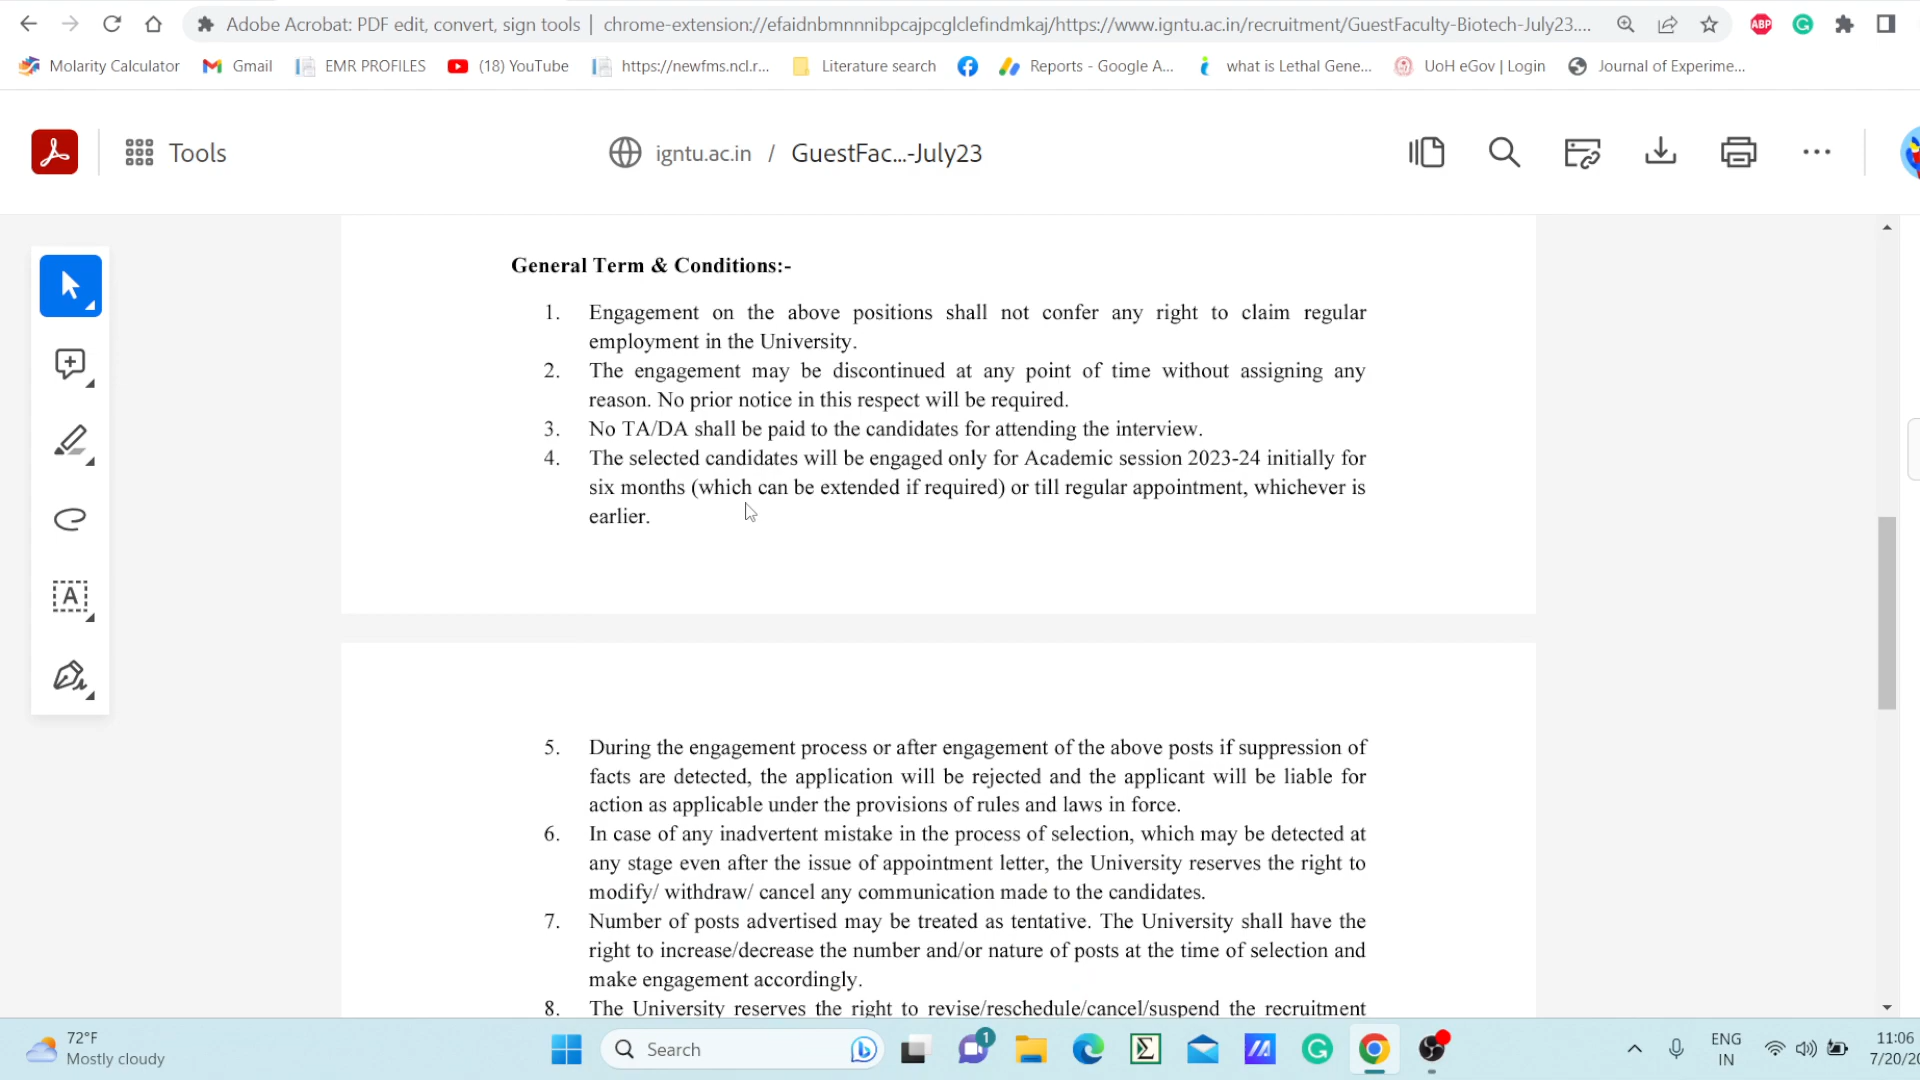 Adobe Acrobat: PDF edit, convert, sign tools | chrome-extension://efaidnbmnnnibpcajpcglclefindmkaj/https://www.igntu.ac.in/recruitment/GuestFaculty-Biotech-July23....
ABP
Molarity Calculator Gmail EMR PROFILES (18) YouTube https://newfms.ncl.r... Literature search Reports - Google A... what is Lethal Gene... UoH eGov | Login Journal of Experime...
Tools igntu.ac.in / GuestFac...-July23
General Term & Conditions:-
1. Engagement on the above positions shall not confer any right to claim regular
employment in the University.
2. The engagement may be discontinued at any point of time without assigning any
reason. No prior notice in this respect will be required.
3. No TA/DA shall be paid to the candidates for attending the interview.
4. The selected candidates will be engaged only for Academic session 2023-24 initially for
six months (which can be extended if required) or till regular appointment, whichever is
earlier.
5. During the engagement process or after engagement of the above posts if suppression of
facts are detected, the application will be rejected and the applicant will be liable for
action as applicable under the provisions of rules and laws in force.
6. In case of any inadvertent mistake in the process of selection, which may be detected at
any stage even after the issue of appointment letter, the University reserves the right to
modify/ withdraw/ cancel any communication made to the candidates.
7. Number of posts advertised may be treated as tentative. The University shall have the
right to increase/decrease the number and/or nature of posts at the time of selection and
make engagement accordingly.
8. The University reserves the right to revise/reschedule/cancel/suspend the recruitment
72°F
Mostly cloudy
Search
1
ENG
IN
11:06
7/20/20